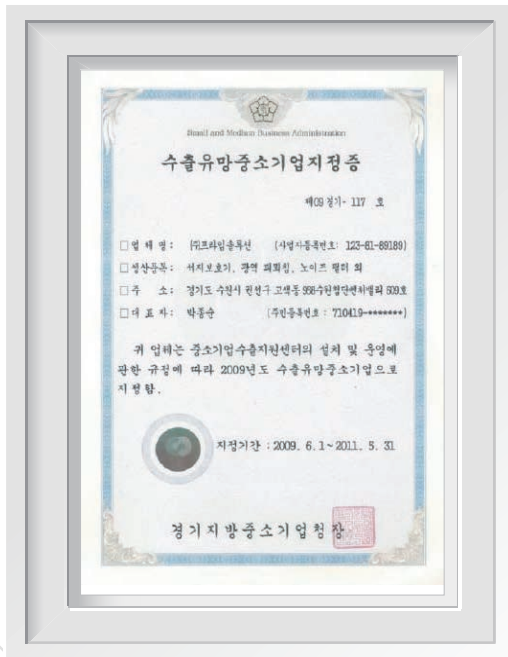 Small and Medium Business Administration
수출유망중소기업지정증
제09경기- 117 호
□업 체 명 : (주)프라임솔루션 (사업자등록번호: 123-81-89189)
□생산등록: 서지보호기, 광역 피뢰침, 노이즈 필터 외
□주 소: 경기도 수원시 권선구 고색동 958수원첨단벤처밸리 509호
□대 표 자: 박종순 (주민등록번호 : 710419-*******)
귀 업체는 중소기업수출지원센터의 설치 및 운영에
관한 규정에 따라 2009년도 수출유망중소기업으로
지정함.
지정기간 : 2009. 6. 1 ~ 2011. 5. 31
경기지방중소기업청장